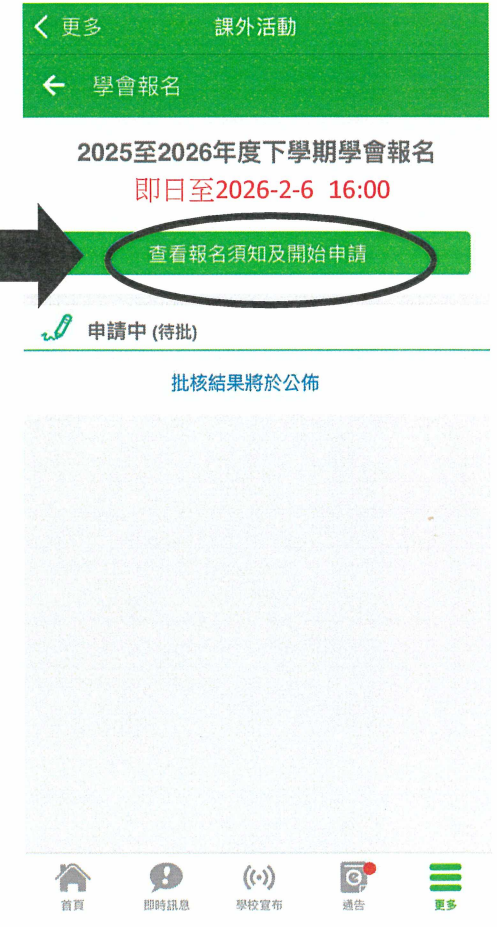 更多
課外活動
學會報名
2025至2026年度下學期學會報名
即日至2026-2-6 16:00
查看報名須知及開始申請
申請中 (待批)
批核結果將於公佈
首頁
即時訊息
學校宣布
通告
更多